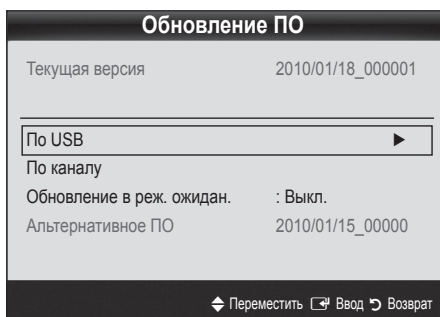 Обновление ПО
Текущая версия 2010/01/18_000001
По USB ►
По каналу
Обновление в реж. ожидан. : Выкл.
Альтернативное ПО 2010/01/15_00000
Переместить Ввод Возврат